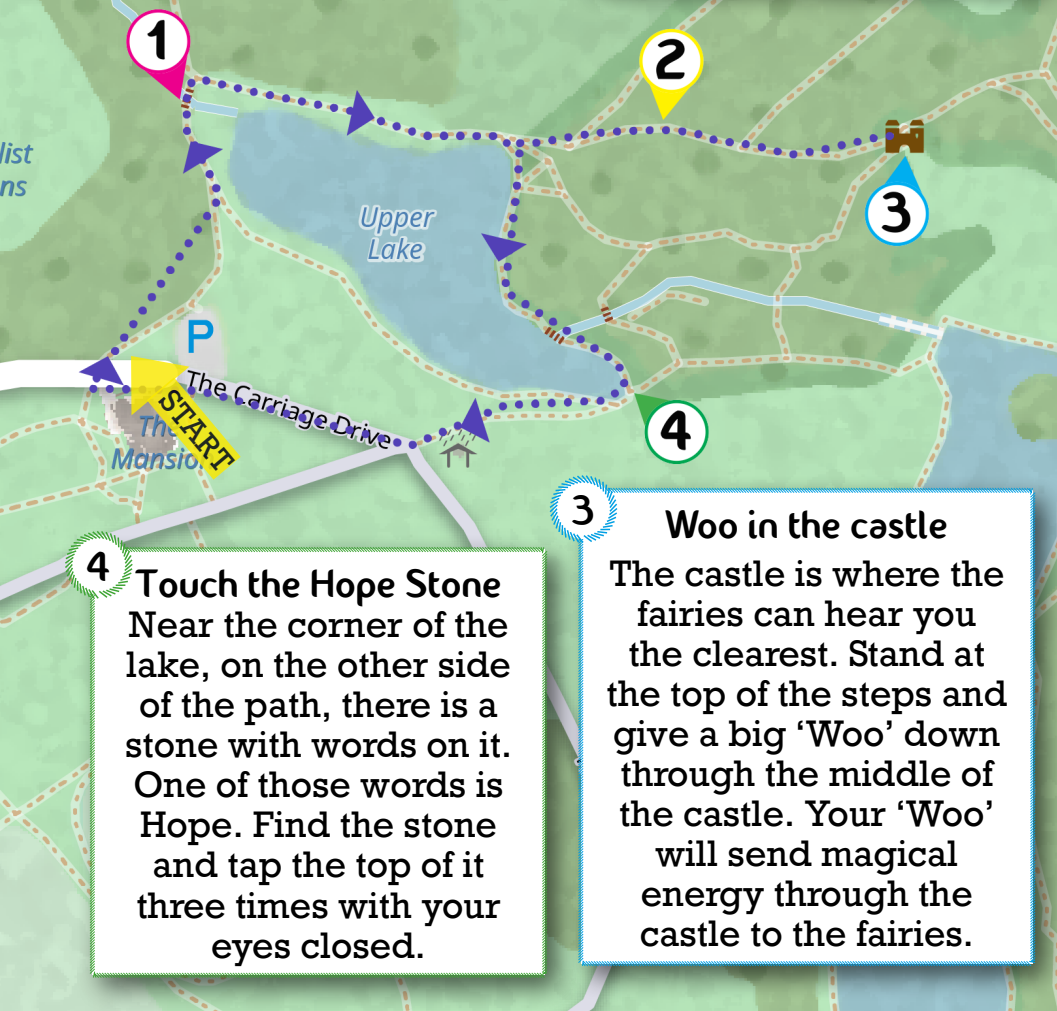 1
2
list
ns
3
Upper
Lake
P
The Carriage Drive
START
The
Mansio
4
3
Woo in the castle
The castle is where the
fairies can hear you
the clearest. Stand at
the top of the steps and
give a big ‘Woo’ down
through the middle of
the castle. Your ‘Woo’
will send magical
energy through the
castle to the fairies.
4
Touch the Hope Stone
Near the corner of the
lake, on the other side
of the path, there is a
stone with words on it.
One of those words is
Hope. Find the stone
and tap the top of it
three times with your
eyes closed.